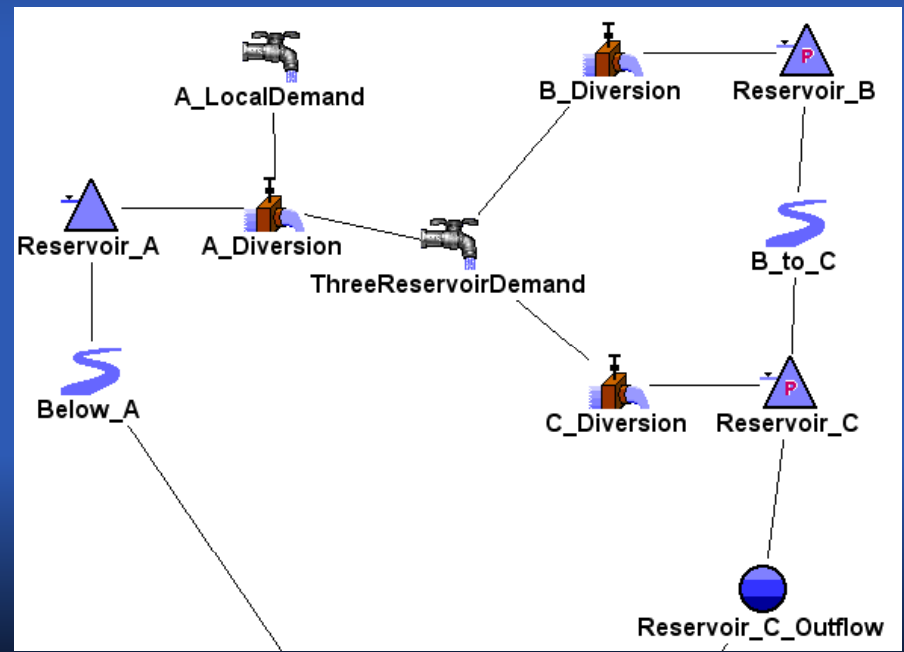 A_LocalDemand
B_Diversion
P
Reservoir_B
Reservoir_A
A_Diversion
ThreeReservoirDemand
B_to_C
Below_A
C_Diversion
P
Reservoir_C
Reservoir_C_Outflow